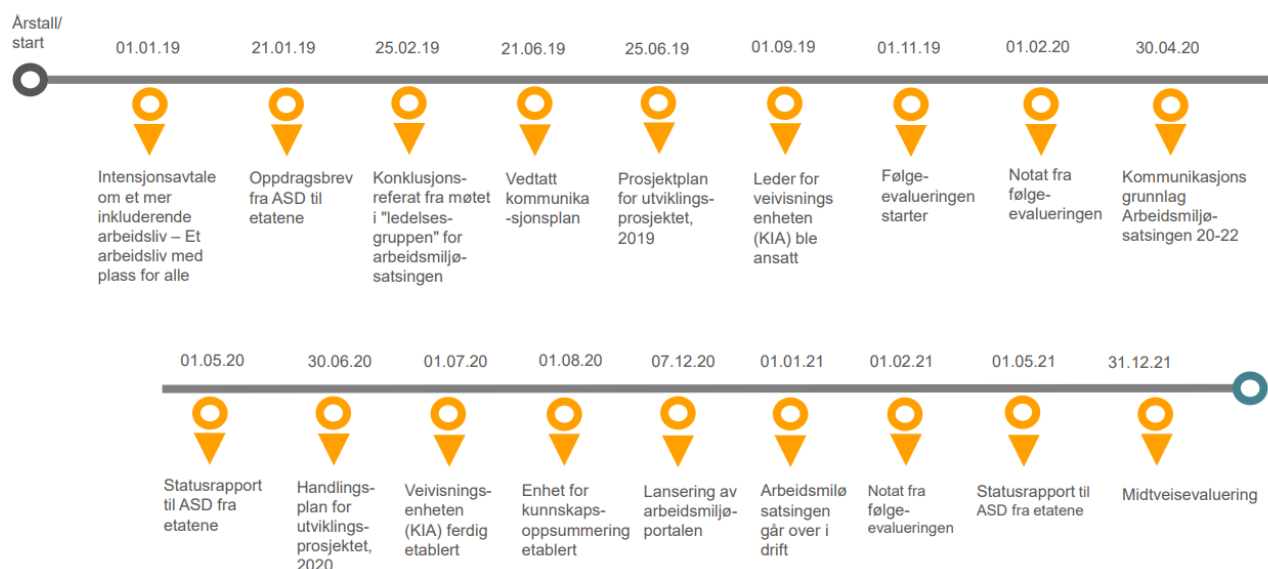 Årstall/
start
01.01.19
21.01.19
25.02.19
21.06.19
25.06.19
01.09.19
01.11.19
01.02.20
30.04.20
Intensjonsavtale
om et mer
inkluderende
arbeidsliv – Et
arbeidsliv med
plass for alle
Oppdragsbrev
fra ASD til
etatene
Konklusjons-
referat fra møtet
i "ledelses-
gruppen" for
arbeidsmiljø-
satsingen
Vedtatt
kommunika
-sjonsplan
Prosjektplan
for utviklings-
prosjektet,
2019
Leder for
veivisnings
enheten
(KIA) ble
ansatt
Følge-
evalueringen
starter
Notat fra
følge-
evalueringen
Kommunikasjons
grunnlag
Arbeidsmiljø-
satsingen 20-22
01.05.20
30.06.20
01.07.20
01.08.20
07.12.20
01.01.21
01.02.21
01.05.21
31.12.21
Statusrapport
til ASD fra
etatene
Handlings-
plan for
utviklings-
prosjektet,
2020
Veivisnings-
enheten
(KIA) ferdig
etablert
Enhet for
kunnskaps-
oppsummering
etablert
Lansering av
arbeidsmiljø-
portalen
Arbeidsmilø
satsingen
går over i
drift
Notat fra
følge-
evalueringen
Statusrapport til
ASD fra etatene
Midtveisevaluering